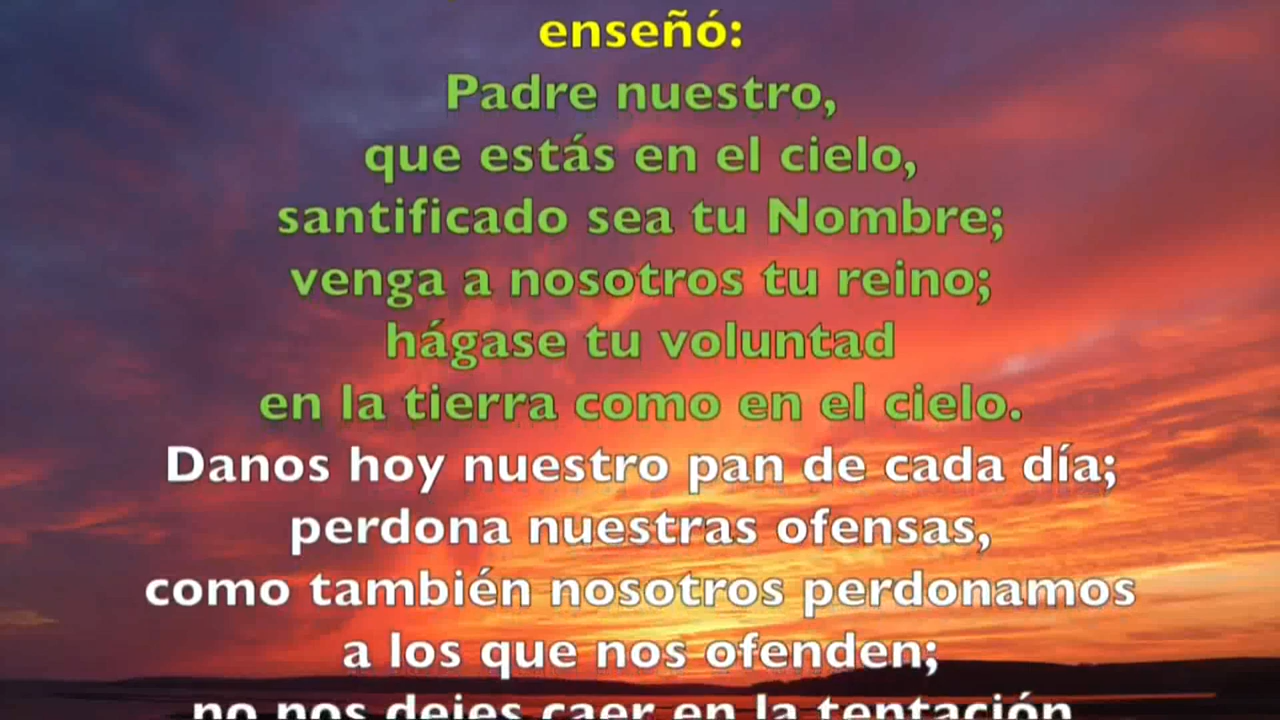 enseñó:
Padre nuestro,
que estás en el cielo,
santificado sea tu Nombre;
venga a nosotros tu reino;
hágase tu voluntad
en la tierra como en el cielo.
Danos hoy nuestro pan de cada día;
perdona nuestras ofensas,
como también nosotros perdonamos
a los que nos ofenden;
no nos dejes caer en la tentación